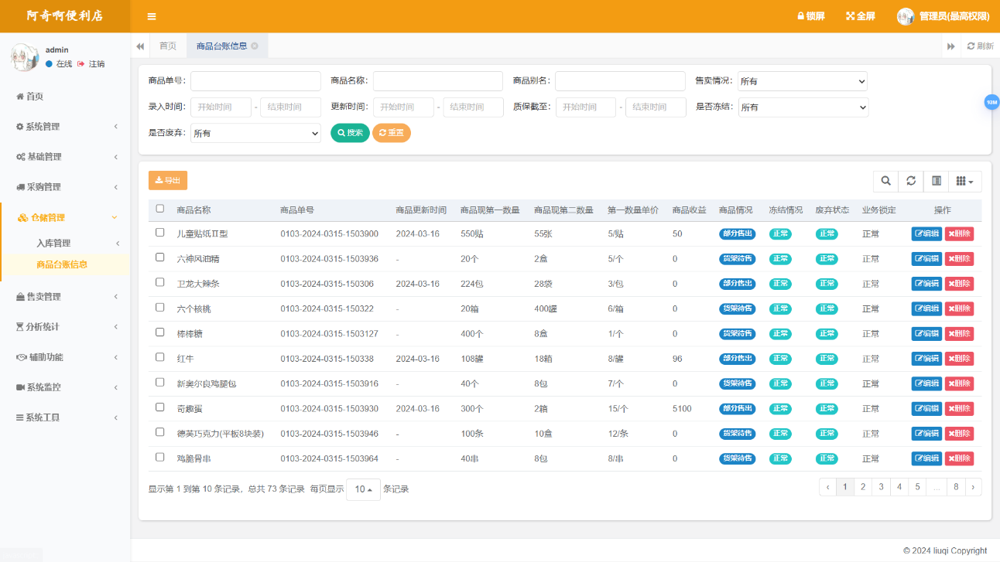 阿奇啊便利店
锁屏 全屏 管理员(最高权限)
admin
在线 注销
首页 商品台账信息 刷新
首页
系统管理
基础管理
采购管理
仓储管理
入库管理
商品台账信息
售卖管理
分析统计
辅助功能
系统监控
系统工具
商品单号： 商品名称： 商品别名： 售卖情况： 所有
录入时间： 开始时间 - 结束时间 更新时间： 开始时间 - 结束时间 质保截至： 开始时间 - 结束时间 是否冻结： 所有
是否废弃： 所有 搜索 重置
93M
导出
商品名称 商品单号 商品更新时间 商品现第一数量 商品现第二数量 第一数量单价 商品收益 商品情况 冻结情况 废弃状态 业务锁定 操作
儿童贴纸II型 0103-2024-0315-1503900 2024-03-16 550贴 55张 5/贴 50 部分售出 正常 正常 正常 编辑 删除
六神风油精 0103-2024-0315-1503936 - 20个 2盒 5/个 0 货架待售 正常 正常 正常 编辑 删除
卫龙大辣条 0103-2024-0315-150306 2024-03-16 224包 28袋 3/包 0 部分售出 正常 正常 正常 编辑 删除
六个核桃 0103-2024-0315-150322 - 20箱 400罐 6/箱 0 货架待售 正常 正常 正常 编辑 删除
棒棒糖 0103-2024-0315-1503127 - 400个 8盒 1/个 0 货架待售 正常 正常 正常 编辑 删除
红牛 0103-2024-0315-150338 2024-03-16 108罐 18箱 8/罐 96 部分售出 正常 正常 正常 编辑 删除
新奥尔良鸡腿包 0103-2024-0315-1503916 - 40个 8包 7/个 0 货架待售 正常 正常 正常 编辑 删除
奇趣蛋 0103-2024-0315-1503930 2024-03-16 300个 2箱 15/个 5100 部分售出 正常 正常 正常 编辑 删除
德芙巧克力(平板8块装) 0103-2024-0315-1503946 - 100条 10盒 12/条 0 货架待售 正常 正常 正常 编辑 删除
鸡脆骨串 0103-2024-0315-1503964 - 40串 8包 8/串 0 货架待售 正常 正常 正常 编辑 删除
显示第 1 到第 10 条记录，总共 73 条记录 每页显示 10 条记录 ‹ 1 2 3 4 5 ... 8 ›
© 2024 liuqi Copyright